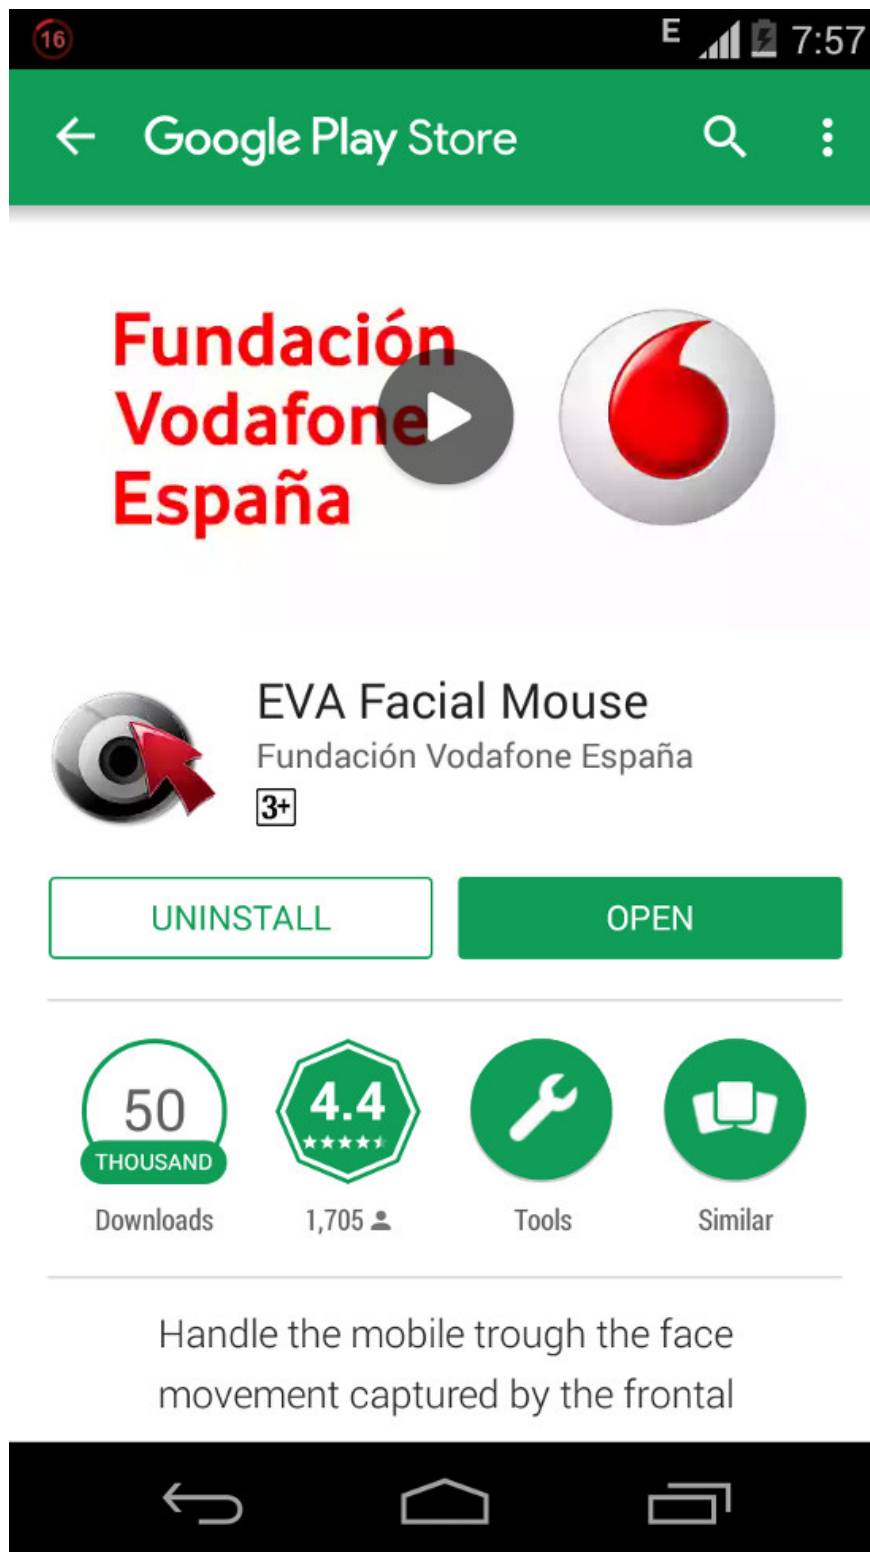 16 E 7:57
Google Play Store
Fundación
Vodafone
España
EVA Facial Mouse
Fundación Vodafone España
3+
UNINSTALL OPEN
50 4.4
THOUSAND
Downloads 1,705 Tools Similar
Handle the mobile trough the face
movement captured by the frontal